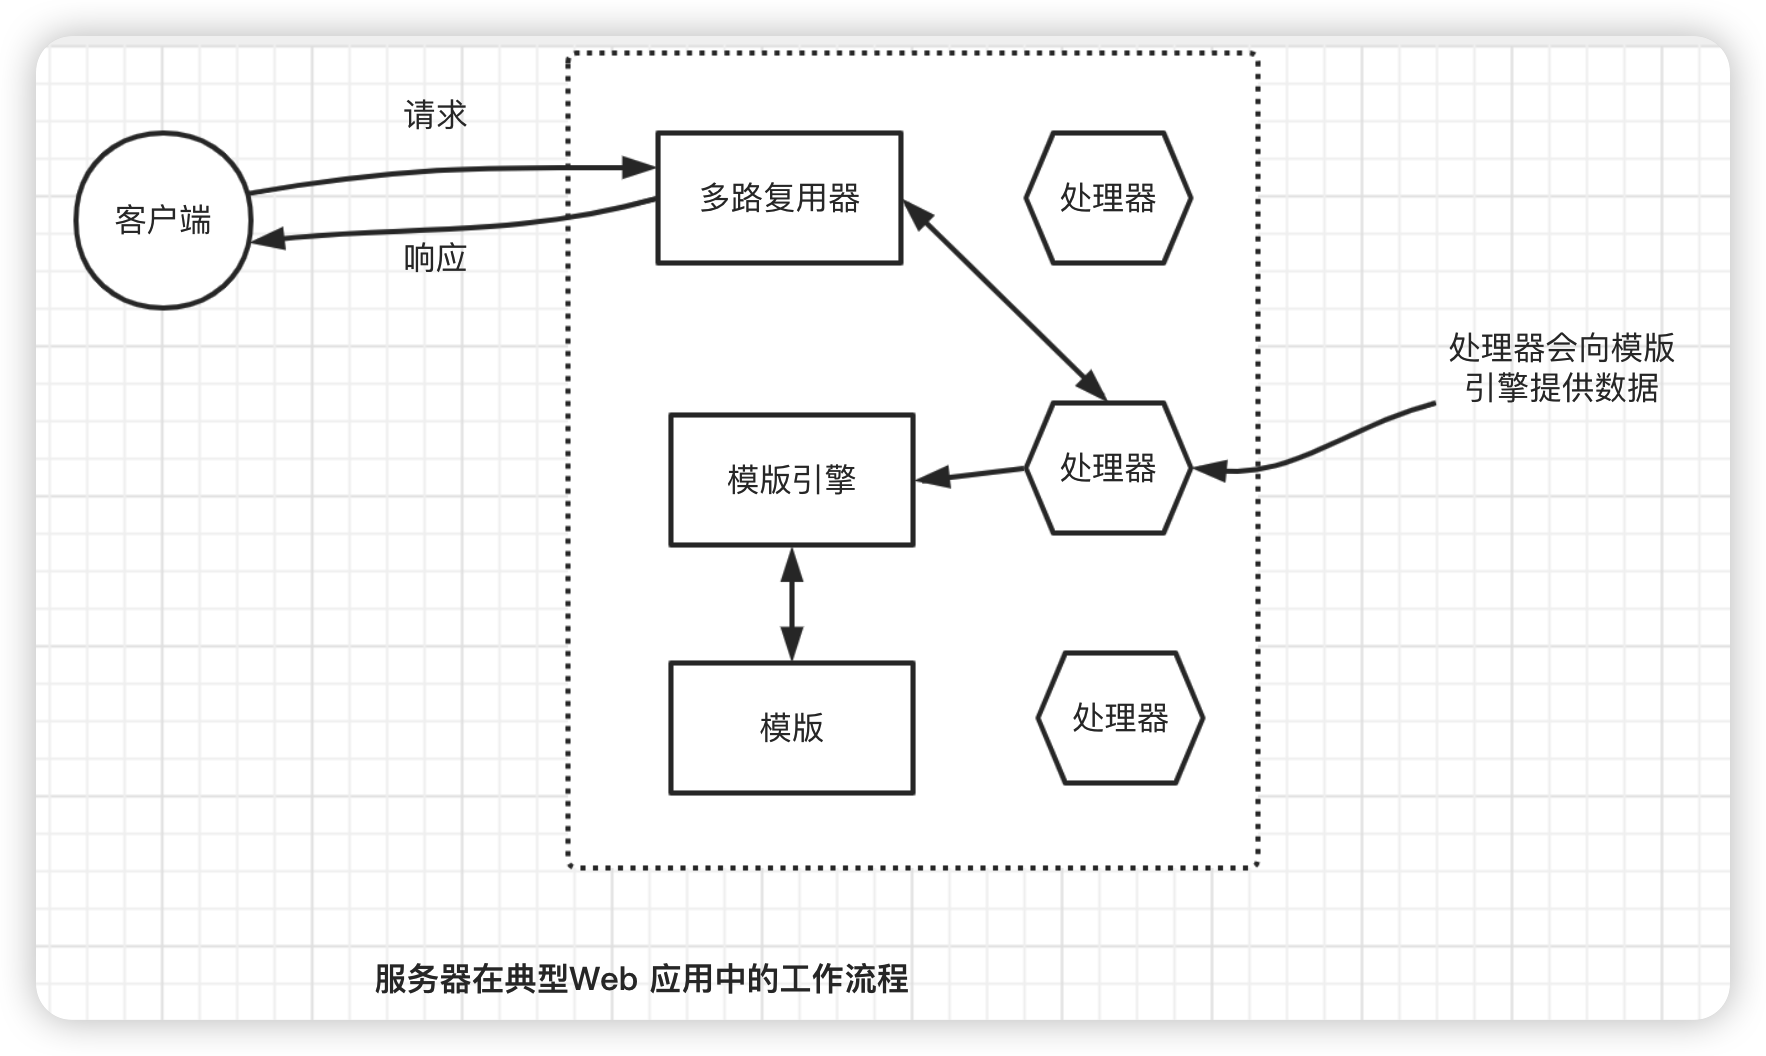 请求
客户端
响应
多路复用器
处理器
处理器会向模版
引擎提供数据
模版引擎
处理器
模版
处理器
服务器在典型Web 应用中的工作流程